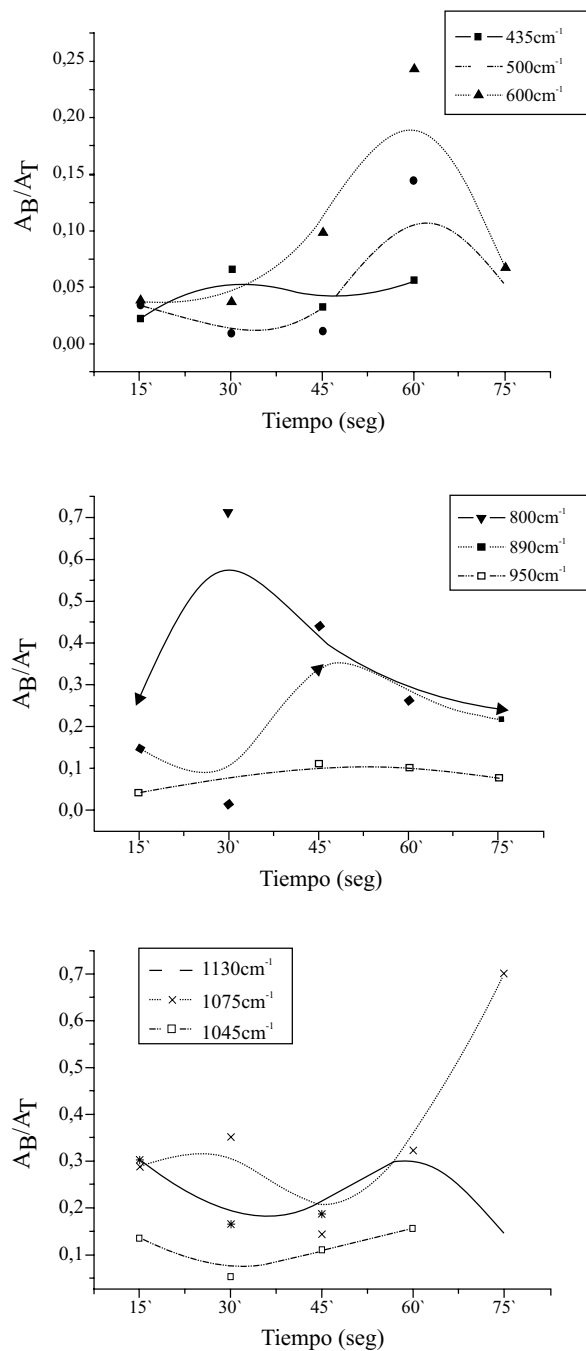 435cm-1
500cm-1
600cm-1
0,25
0,20
0,15
0,10
0,05
0,00
AB/AT
15` 30` 45` 60` 75`
Tiempo (seg)
800cm-1
890cm-1
950cm-1
0,7
0,6
0,5
0,4
0,3
0,2
0,1
0,0
AB/AT
15` 30` 45` 60` 75`
Tiempo (seg)
1130cm-1
1075cm-1
1045cm-1
0,7
0,6
0,5
0,4
0,3
0,2
0,1
AB/AT
15` 30` 45` 60` 75`
Tiempo (seg)